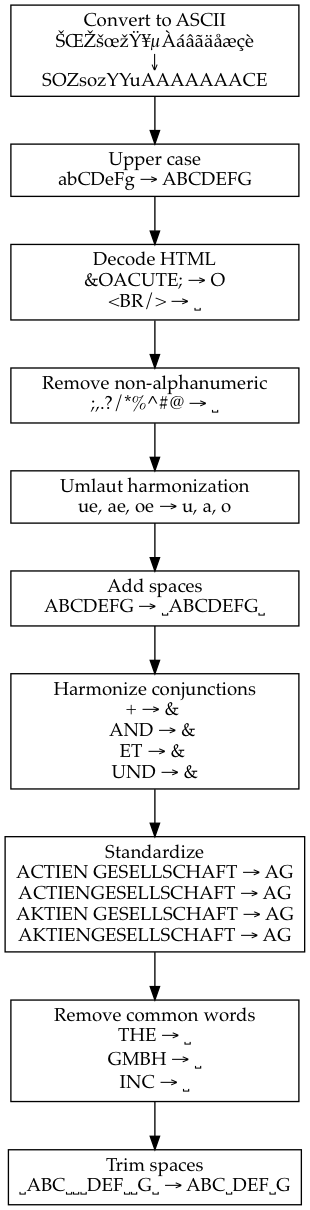 Convert to ASCII
ŠŒŽšœžŸ¥µÀáâãäåæçè
↓
SOZsozYYuAAAAAAACE
Upper case
abCDeFg → ABCDEFG
Decode HTML
&OACUTE; → O
<BR/> → ␣
Remove non-alphanumeric
;,.?/*%^#@ → ␣
Umlaut harmonization
ue, ae, oe → u, a, o
Add spaces
ABCDEFG → ␣ABCDEFG␣
Harmonize conjunctions
+ → &
AND → &
ET → &
UND → &
Standardize
ACTIEN GESELLSCHAFT → AG
ACTIENGESELLSCHAFT → AG
AKTIEN GESELLSCHAFT → AG
AKTIENGESELLSCHAFT → AG
Remove common words
THE → ␣
GMBH → ␣
INC → ␣
Trim spaces
␣ABC␣␣␣DEF␣␣G␣ → ABC␣DEF␣G